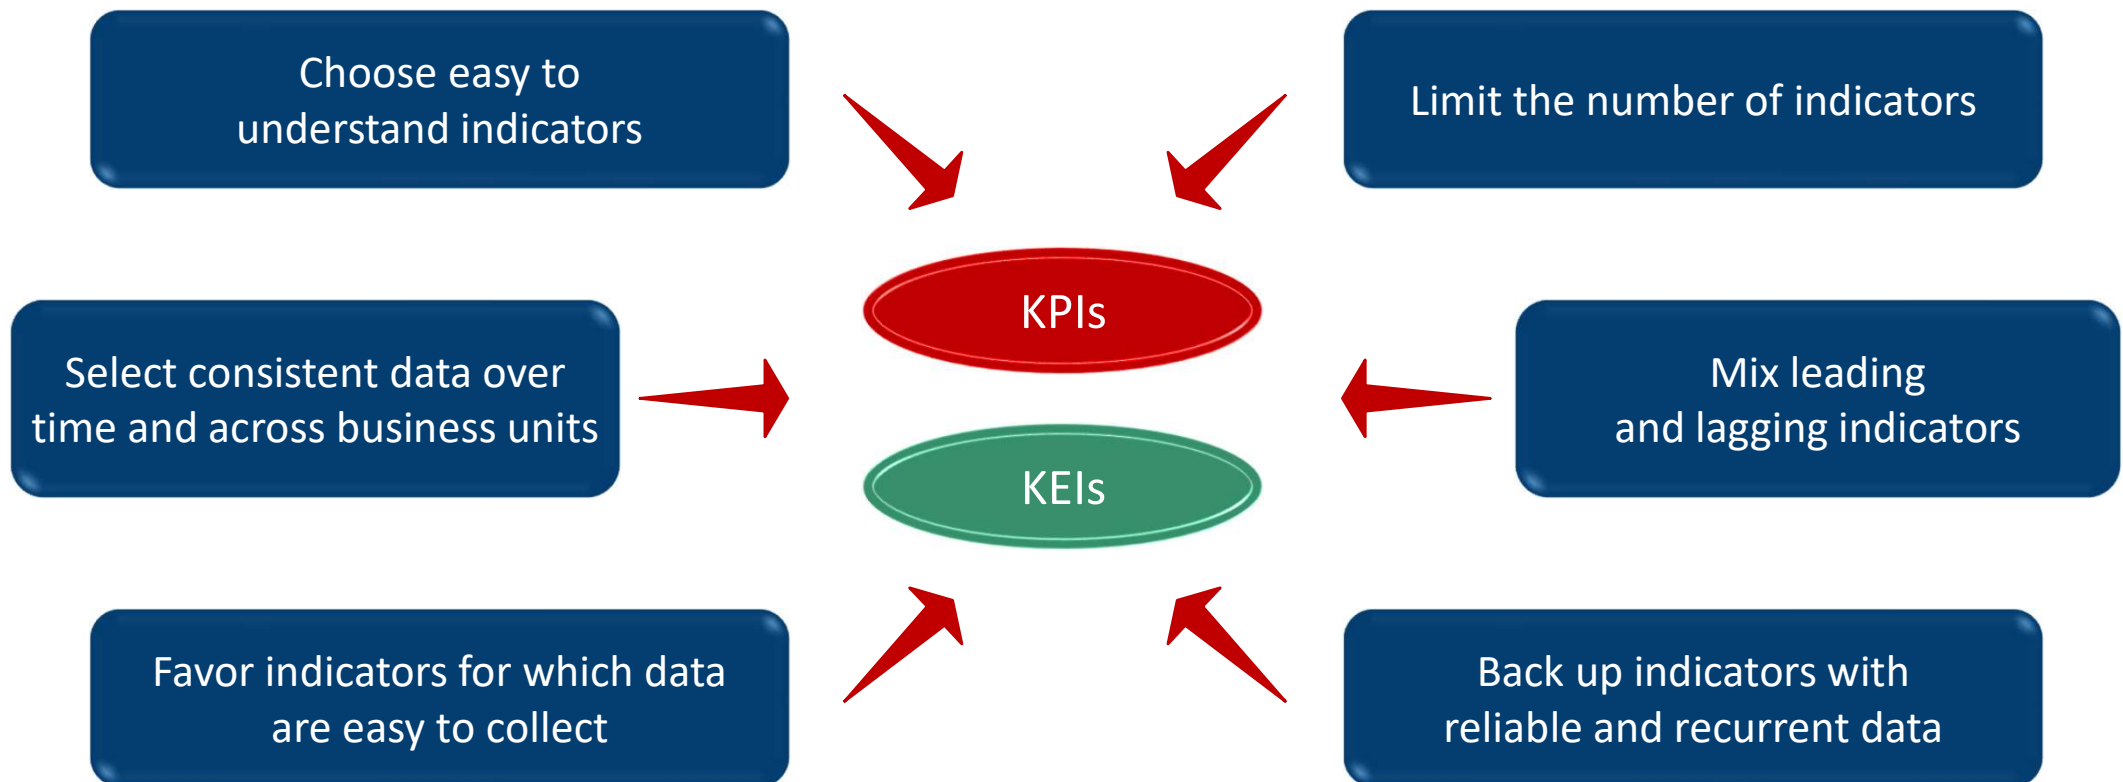 Choose easy to
understand indicators
Limit the number of indicators
KPIs
Select consistent data over
time and across business units
Mix leading
and lagging indicators
KEIs
Favor indicators for which data
are easy to collect
Back up indicators with
reliable and recurrent data